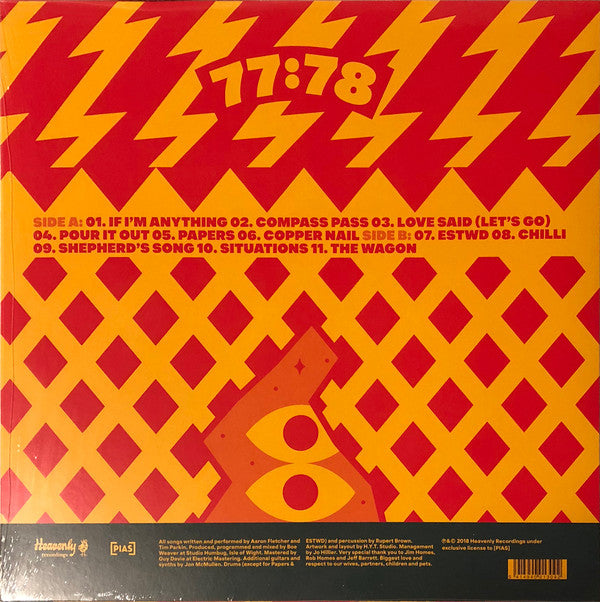 77:78
SIDE A: 01. IF I'M ANYTHING 02. COMPASS PASS 03. LOVE SAID (LET'S GO)
04. POUR IT OUT 05. PAPERS 06. COPPER NAIL SIDE B: 07. ESTWD 08. CHILLI
09. SHEPHERD'S SONG 10. SITUATIONS 11. THE WAGON
Heavenly
recordings
[PIAS]
All songs written and performed by Aaron Fletcher and
Tim Parkin. Produced, programmed and mixed by Boe
Weaver at Studio Humbug, Isle of Wight. Mastered by
Guy Davie at Electric Mastering. Additional guitars and
synths by Jon McMullen. Drums (except for Papers &
ESTWD) and percussion by Rupert Brown.
Artwork and layout by H.Y.T. Studio. Management
by Jo Hillier. Very special thank you to Jim Homes,
Rob Homes and Jeff Barrett. Biggest love and
respect to our wives, partners, children and pets.
℗&© 2018 Heavenly Recordings under
exclusive license to [PIAS]